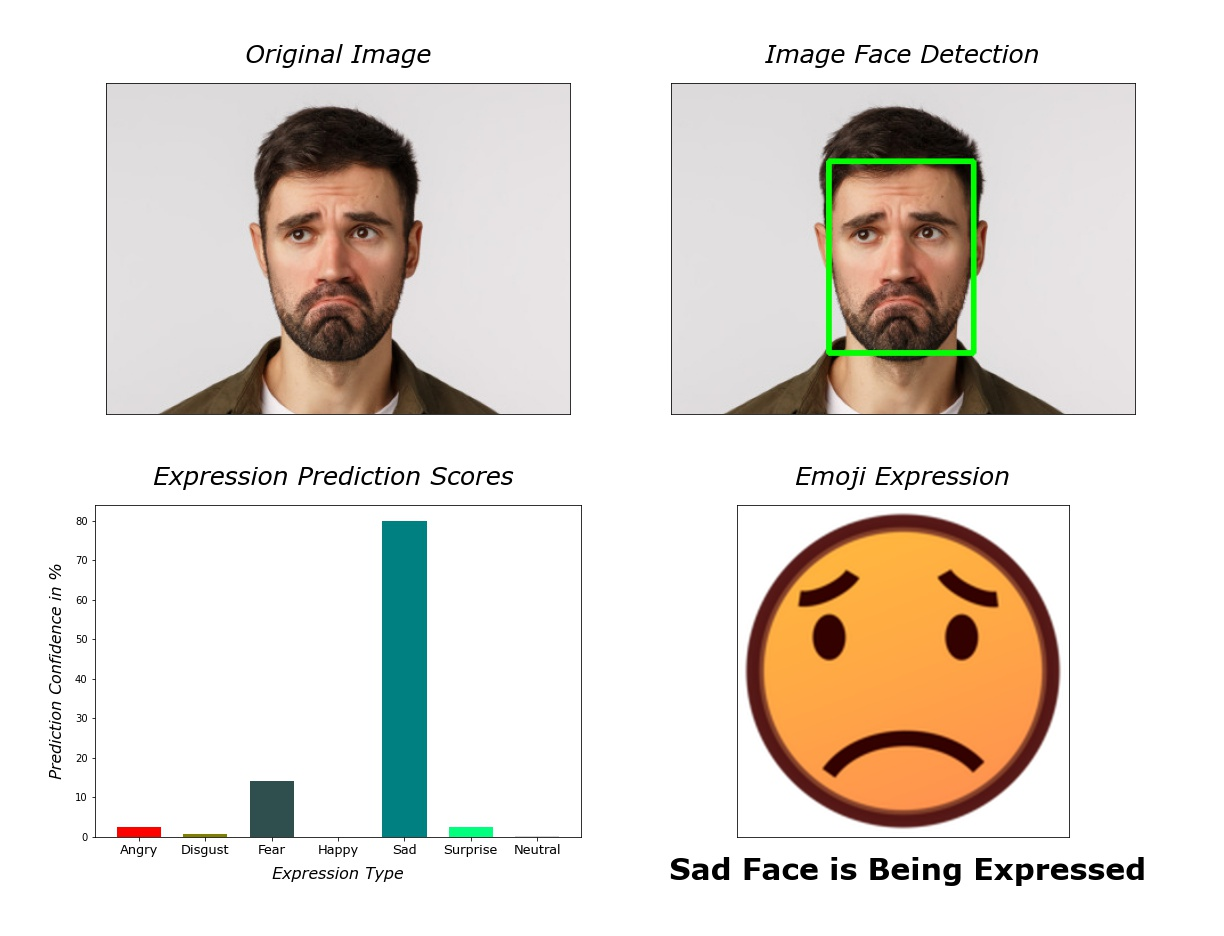 Original Image
Image Face Detection
Expression Prediction Scores
Emoji Expression
80
70
60
50
40
30
20
10
0
Prediction Confidence in %
Angry Disgust Fear Happy Sad Surprise Neutral
Expression Type
Sad Face is Being Expressed